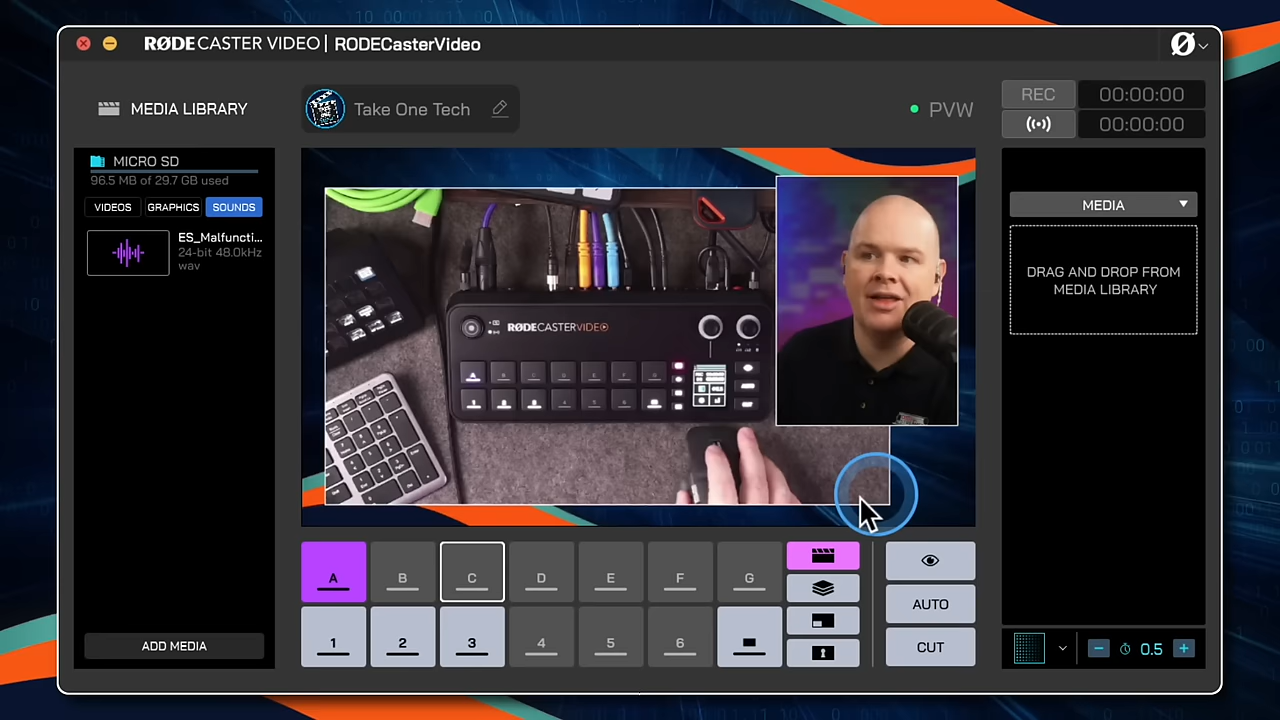 RØDE CASTER VIDEO | RODECasterVideo
MEDIA LIBRARY
Take One Tech
PVW
REC
00:00:00
00:00:00
MICRO SD
96.5 MB of 29.7 GB used
VIDEOS
GRAPHICS
SOUNDS
ES_Malfuncti...
24-bit 48.0kHz
wav
ADD MEDIA
RØDECASTERVIDEO
MEDIA
DRAG AND DROP FROM
MEDIA LIBRARY
A B C D E F G
1 2 3 4 5 6
AUTO
CUT
0.5